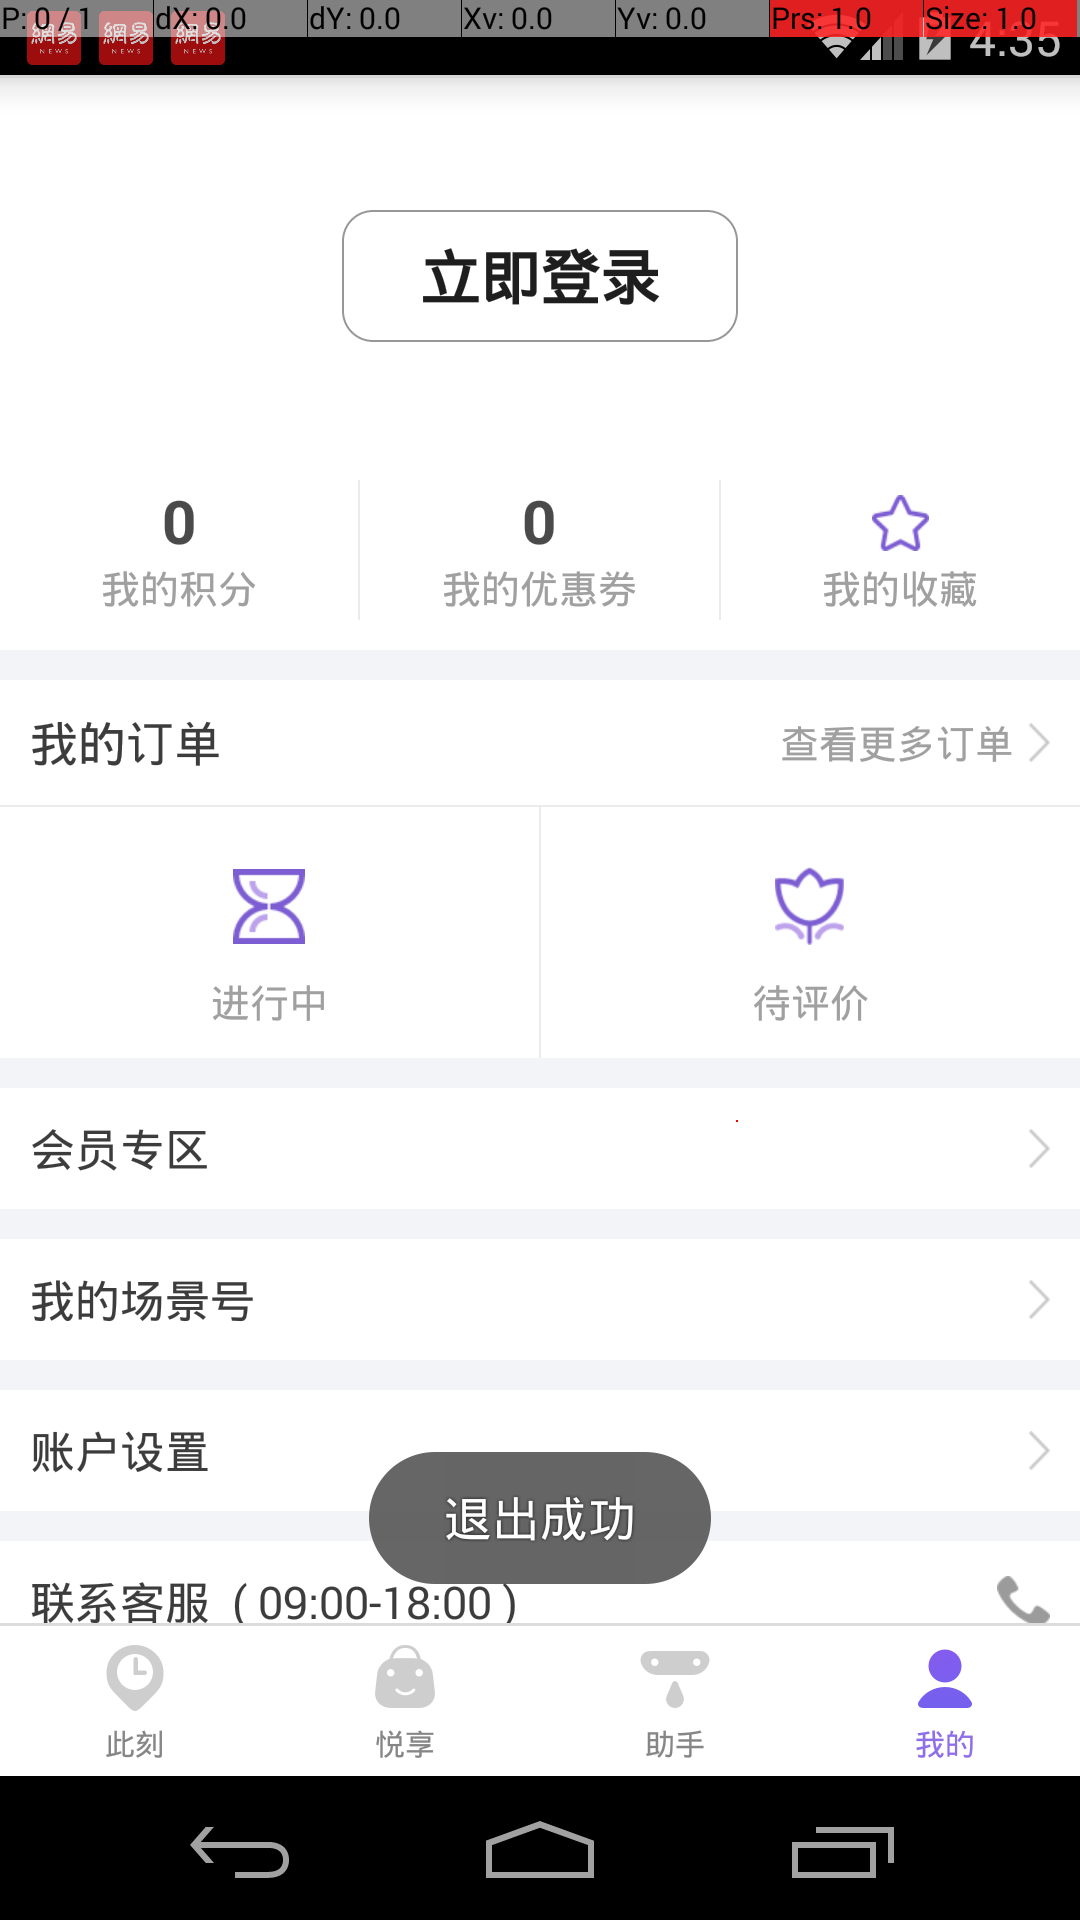 P: 0 / 1 dX: 0.0 dY: 0.0 Xv: 0.0 Yv: 0.0 Prs: 1.0 Size: 1.0
網易 網易 網易 4:35
NEWS NEWS NEWS
立即登录
0 0
我的积分 我的优惠券 我的收藏
我的订单 查看更多订单
进行中 待评价
会员专区
我的场景号
账户设置
退出成功
联系客服（09:00-18:00）
此刻 悦享 助手 我的